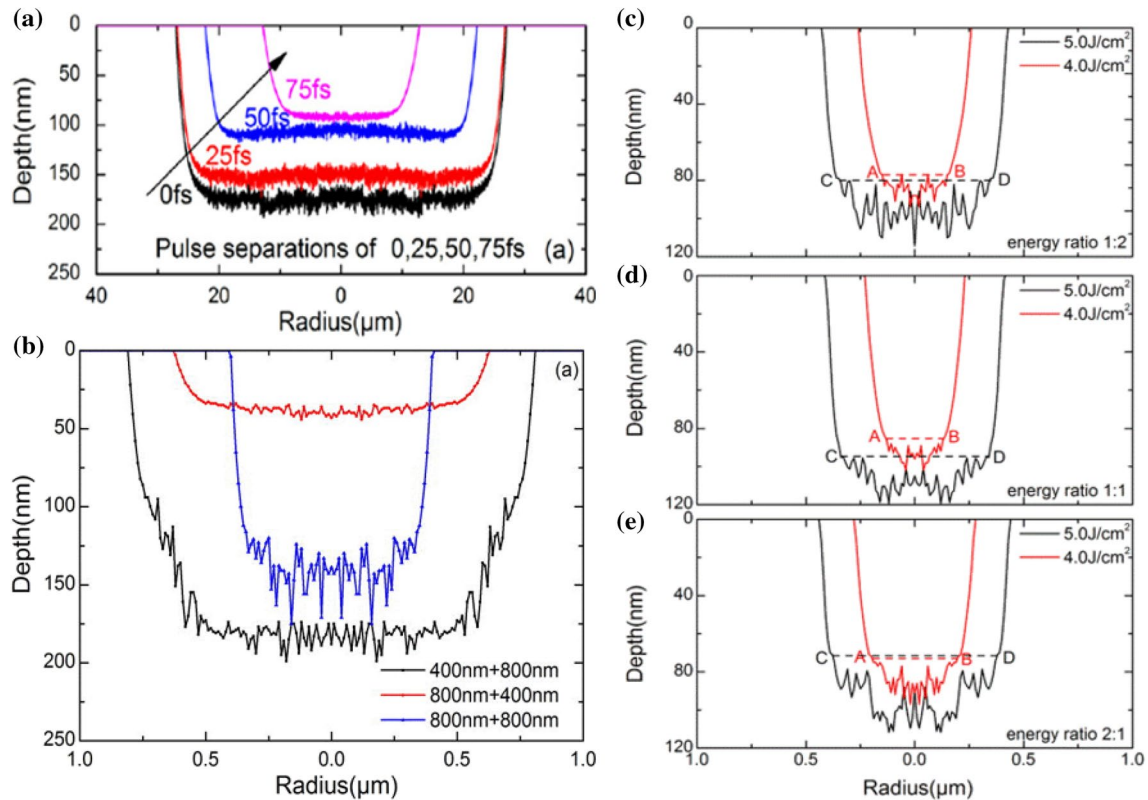 (a)
0
50
100
150
200
250
Depth(nm)
75fs
50fs
25fs
0fs
Pulse separations of 0,25,50,75fs (a)
40 20 0 20 40
Radius(μm)
(b)
(a)
0
50
100
150
200
250
Depth(nm)
400nm+800nm
800nm+400nm
800nm+800nm
1.0 0.5 0.0 0.5 1.0
Radius(μm)
(c)
0
40
80
120
Depth(nm)
5.0J/cm²
4.0J/cm²
A B
C D
energy ratio 1:2
(d)
0
40
80
120
Depth(nm)
5.0J/cm²
4.0J/cm²
A B
C D
energy ratio 1:1
(e)
0
40
80
120
Depth(nm)
5.0J/cm²
4.0J/cm²
C D
A B
energy ratio 2:1
1.0 0.5 0.0 0.5 1.0
Radius(μm)